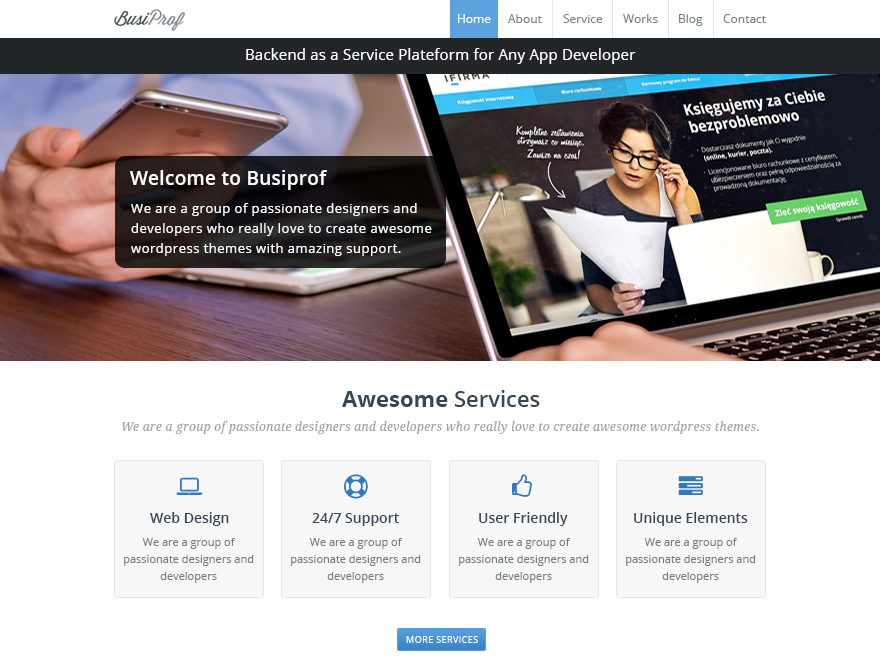 BusiProf
Home About Service Works Blog Contact
Backend as a Service Plateform for Any App Developer
IFIRMA
Księgowość internetowa Biuro rachunkowe Darmowy program do faktur
Księgujemy za Ciebie
bezproblemowo
Kompletne zestawienia
otrzymasz co miesiąc.
Zawsze na czas!
Dostarczasz dokumenty jak Ci wygodnie
(online, kurier, poczta).
Licencjonowane biuro rachunkowe z certyfikatem,
ubezpieczeniem oraz pełną odpowiedzialnością za
prowadzoną dokumentację.
Zleć swoją księgowość
Sprawdź cennik
Welcome to Busiprof
We are a group of passionate designers and
developers who really love to create awesome
wordpress themes with amazing support.
Awesome Services
We are a group of passionate designers and developers who really love to create awesome wordpress themes.
Web Design
We are a group of
passionate designers and
developers
24/7 Support
We are a group of
passionate designers and
developers
User Friendly
We are a group of
passionate designers and
developers
Unique Elements
We are a group of
passionate designers and
developers
MORE SERVICES